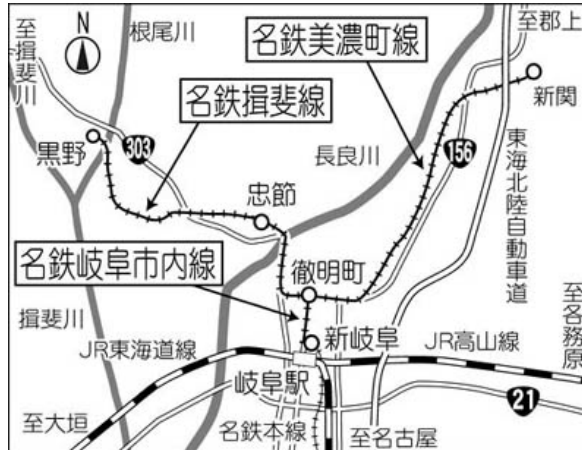 至揖斐川
N
根尾川
名鉄美濃町線
至郡上
名鉄揖斐線
新関
黒野
303
長良川
156
東海北陸自動車道
忠節
名鉄岐阜市内線
徹明町
至各務原
揖斐川
新岐阜
JR東海道線
JR高山線
岐阜駅
21
至大垣
名鉄本線
至名古屋